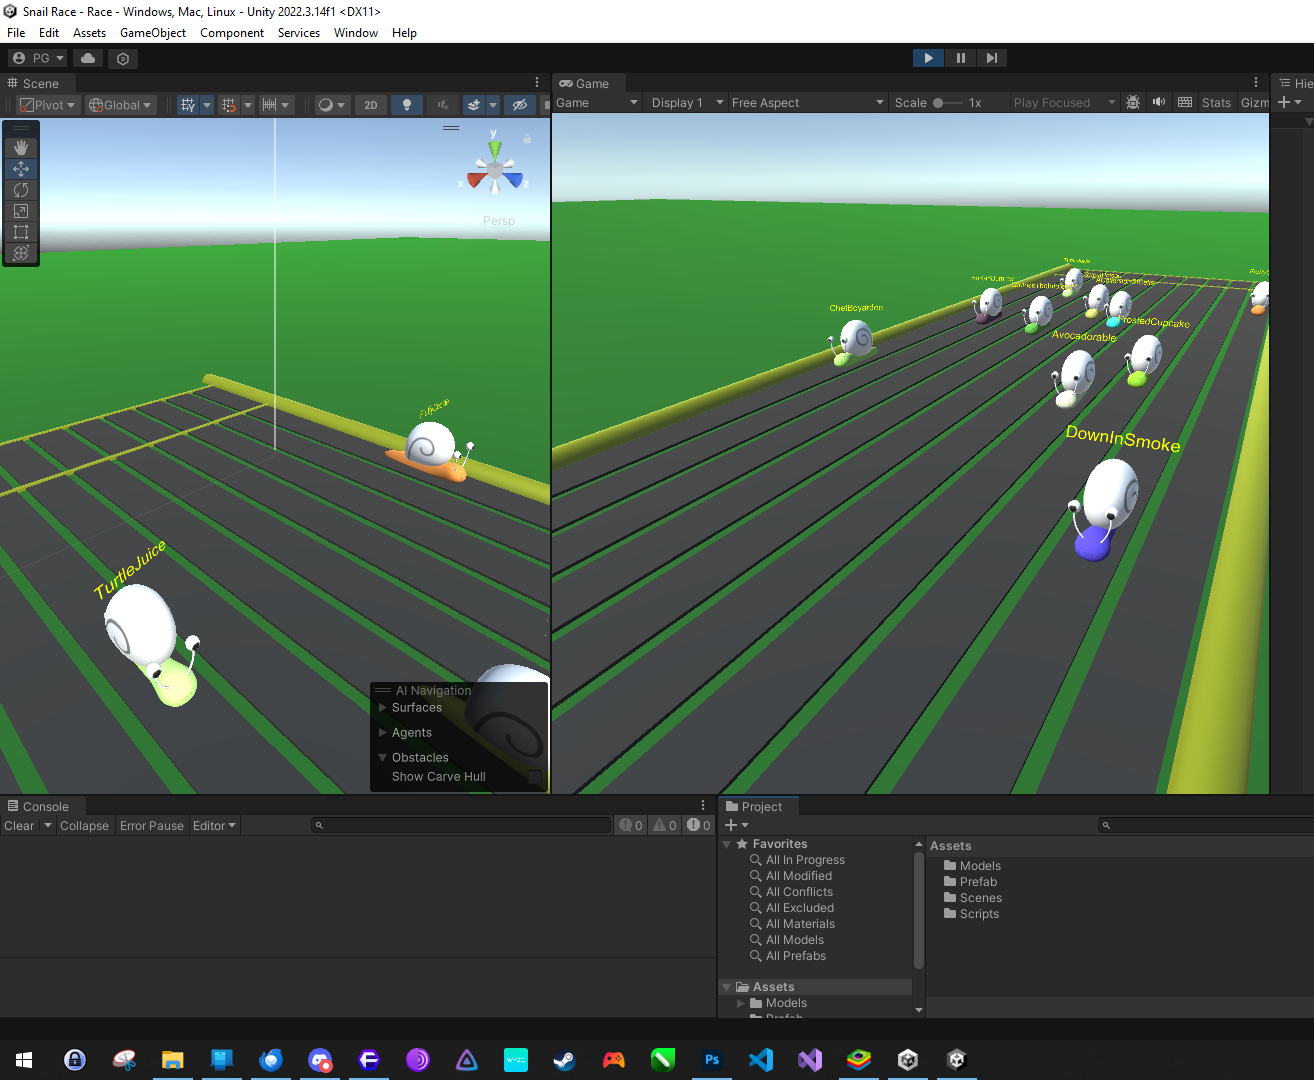 Snail Race - Race - Windows, Mac, Linux - Unity 2022.3.14f1 <DX11>
File Edit Assets GameObject Component Services Window Help
PG
Scene
Game
Hie
Pivot Global 2D
Game Display 1 Free Aspect Scale 1x Play Focused Stats Gizm
y
x z
Persp
ChefBoyardee
FrostedCupcake
Avocadorable
DownInSmoke
TurtleJuice
AI Navigation
Surfaces
Agents
Obstacles
Show Carve Hull
Console
Clear Collapse Error Pause Editor 0 0 0
Project
Favorites
All In Progress
All Modified
All Conflicts
All Excluded
All Materials
All Models
All Prefabs
Assets
Models
Prefab
Assets
Models
Prefab
Scenes
Scripts
Ps